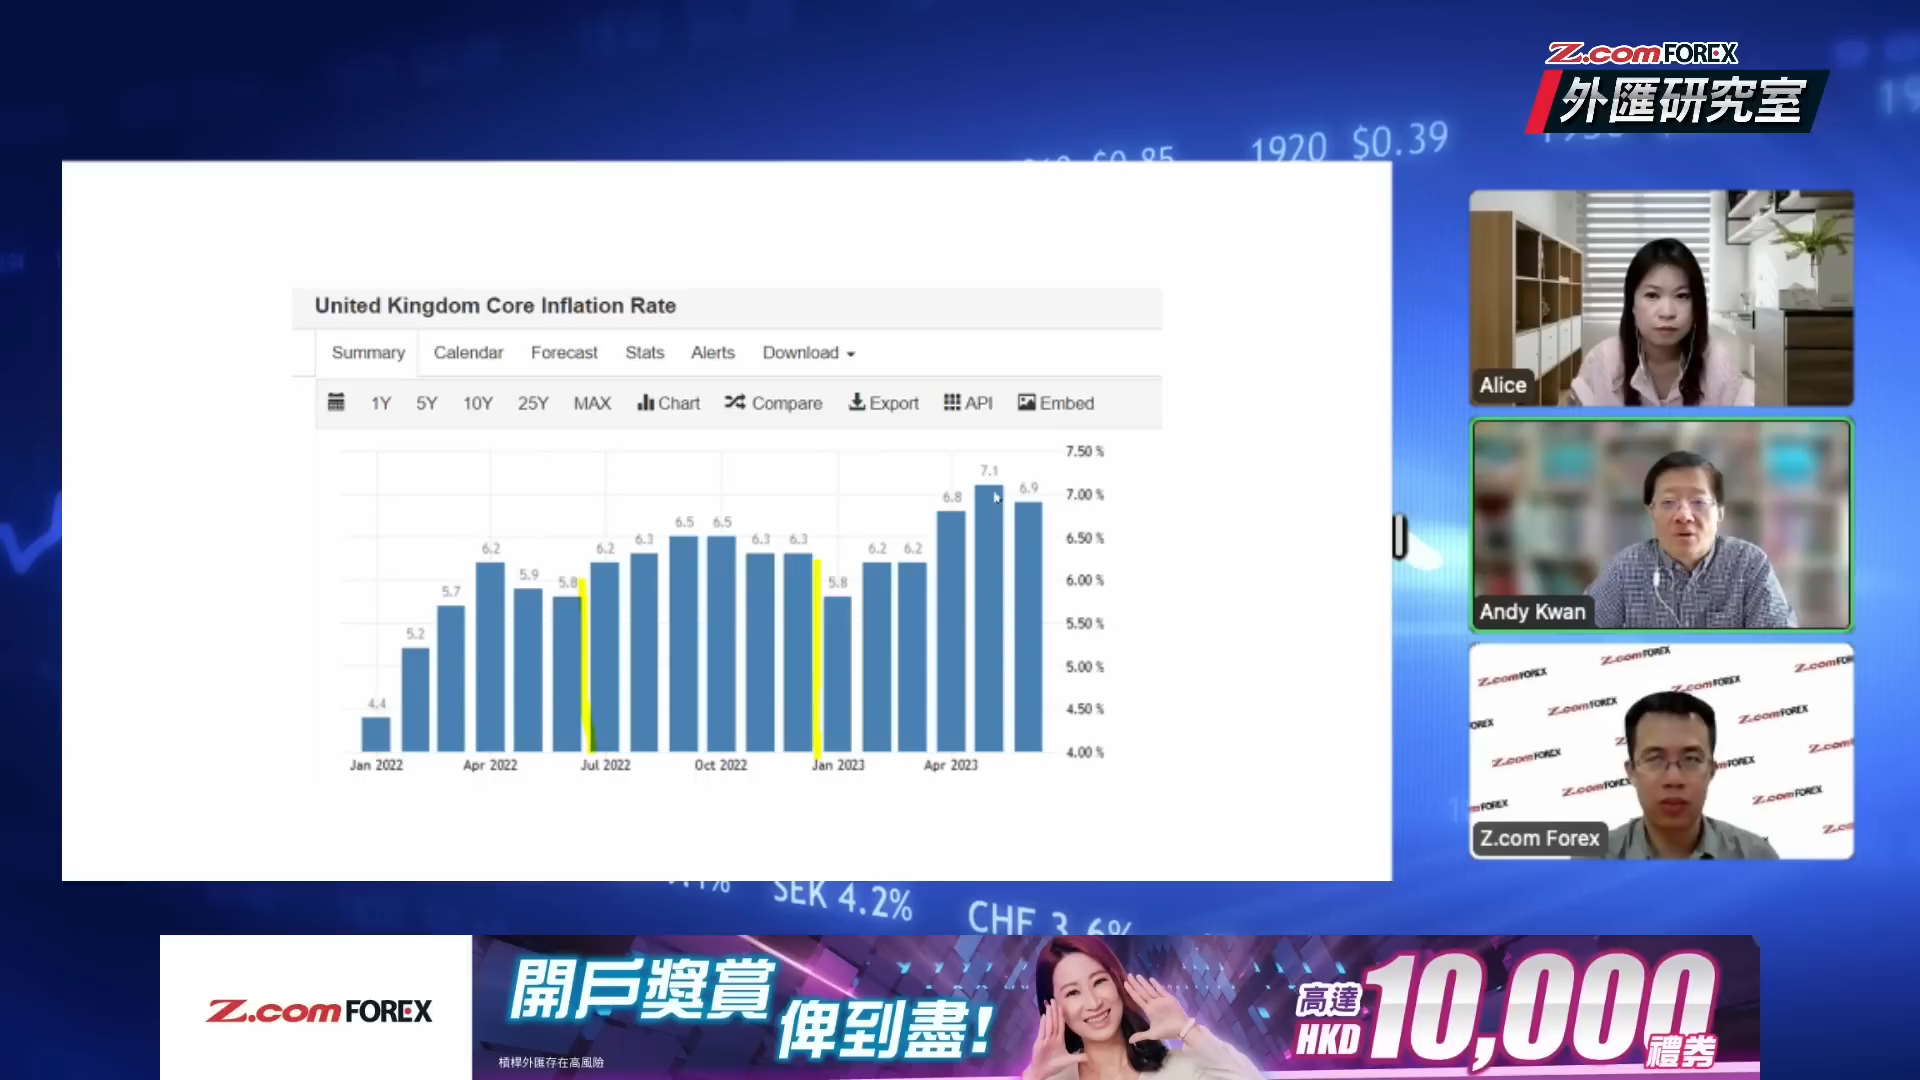 Z.com FOREX
外匯研究室
1920 $0.39
$0.85
United Kingdom Core Inflation Rate
Summary Calendar Forecast Stats Alerts Download
1Y 5Y 10Y 25Y MAX Chart Compare Export API Embed
7.50 %
7.00 %
6.50 %
6.00 %
5.50 %
5.00 %
4.50 %
4.00 %
4.4 5.2 5.7 6.2 5.9 5.8 6.2 6.3 6.5 6.5 6.3 6.3 5.8 6.2 6.2 6.8 7.1 6.9
Jan 2022 Apr 2022 Jul 2022 Oct 2022 Jan 2023 Apr 2023
Alice
Andy Kwan
Z.com Forex
SEK 4.2%
CHF 3.6%
Z.com FOREX
開戶獎賞
俾到盡!
槓桿外匯存在高風險
高達
HKD
10,000
禮券